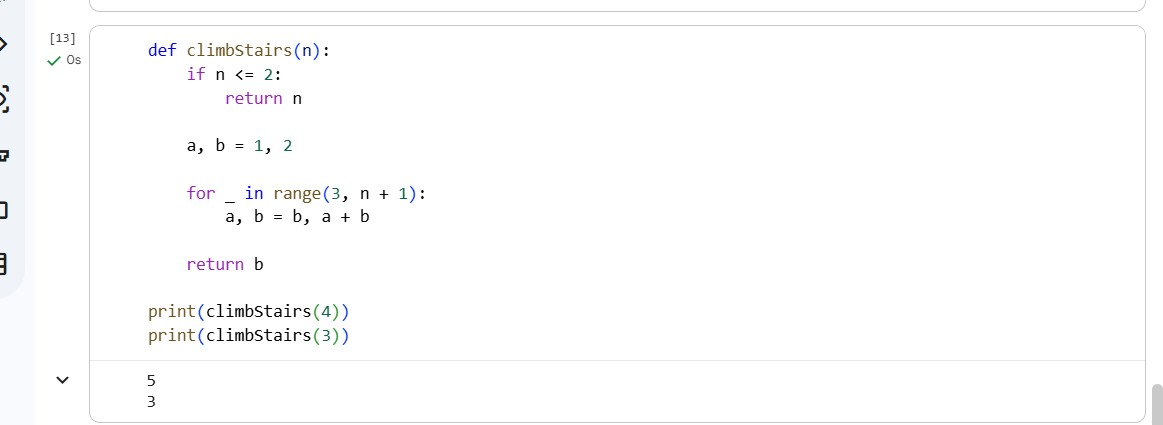 [13]
0s
def climbStairs(n):
    if n <= 2:
        return n

    a, b = 1, 2

    for _ in range(3, n + 1):
        a, b = b, a + b

    return b

print(climbStairs(4))
print(climbStairs(3))
5
3